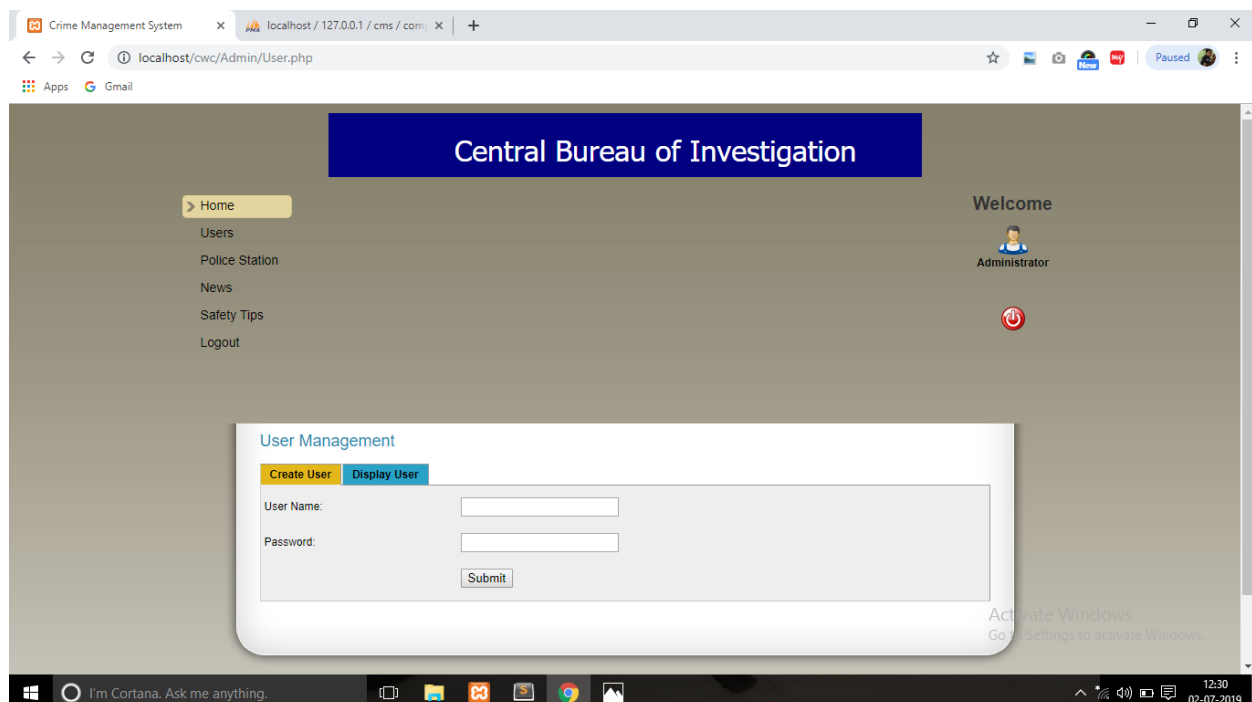 Crime Management System
localhost / 127.0.0.1 / cms / com
localhost/cwc/Admin/User.php
New
Paused
Apps
G Gmail
Central Bureau of Investigation
Home
Users
Police Station
News
Safety Tips
Logout
Welcome
Administrator
User Management
Create User
Display User
User Name:
Password:
Submit
Activate Windows
Go to Settings to activate Windows.
I'm Cortana. Ask me anything.
12:30
02-07-2019